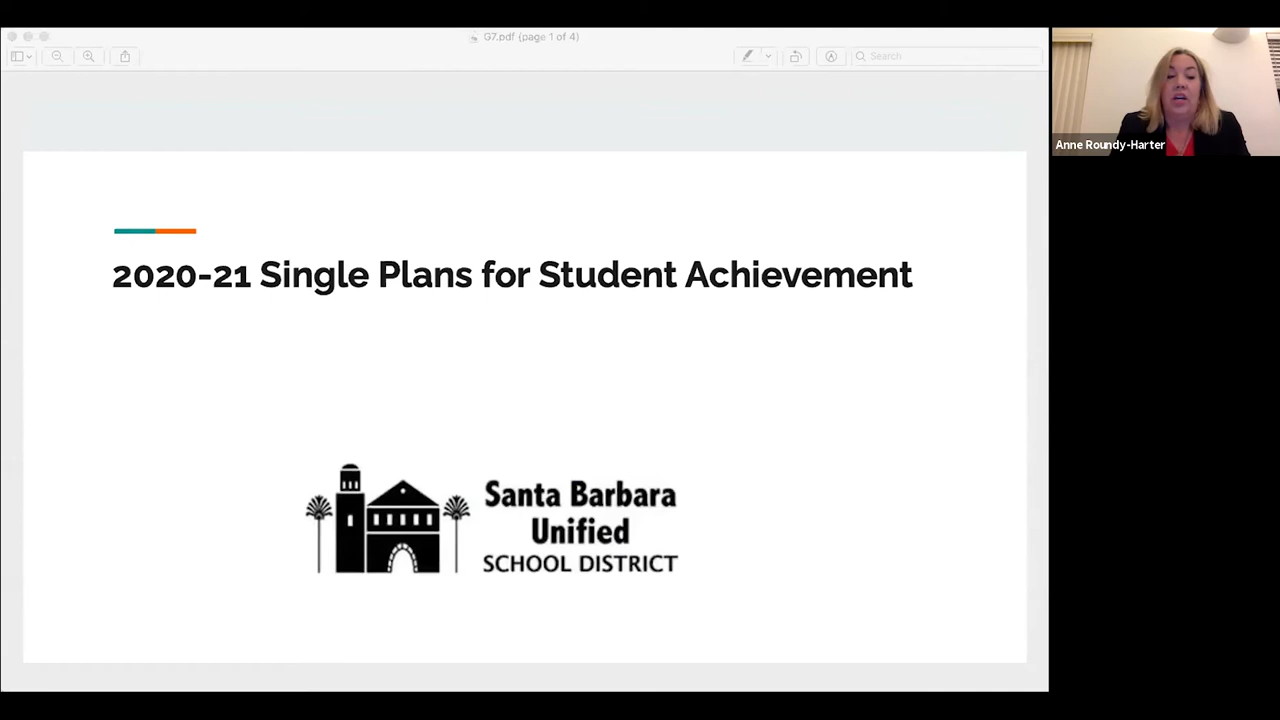 G7.pdf (page 1 of 4)
Search
Anne Roundy-Harter
2020-21 Single Plans for Student Achievement
Santa Barbara
Unified
SCHOOL DISTRICT